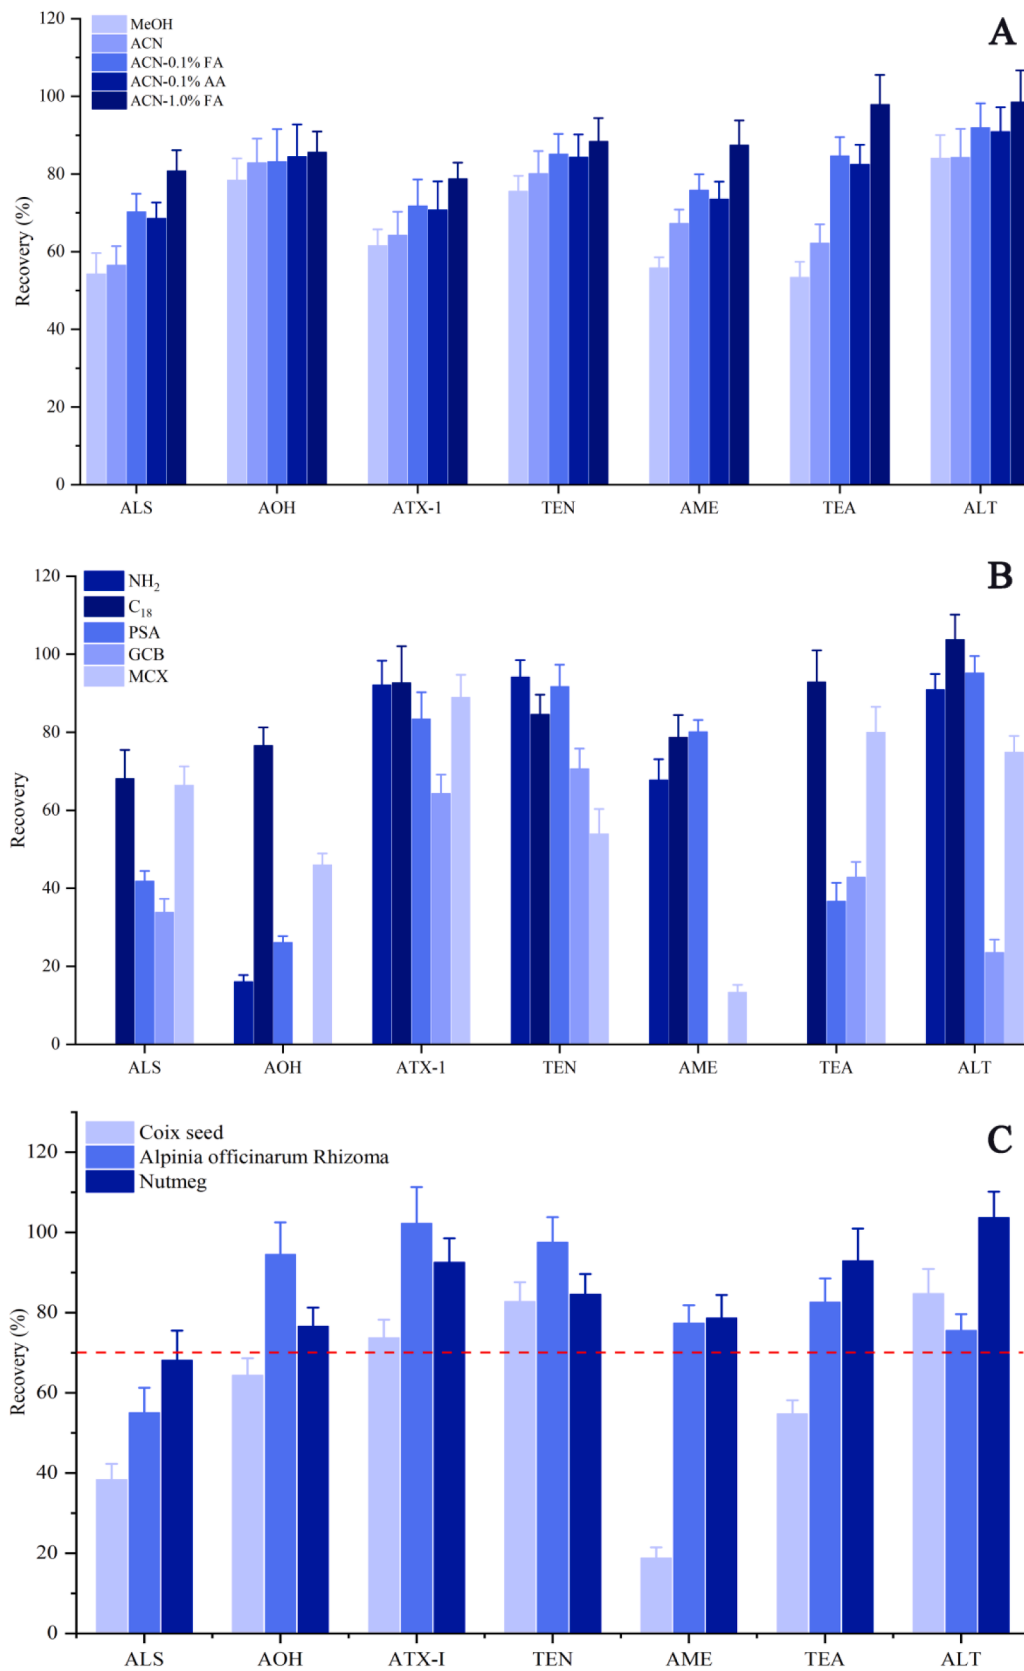 A
MeOH
ACN
ACN-0.1% FA
ACN-0.1% AA
ACN-1.0% FA
Recovery (%)
120
100
80
60
40
20
0
ALS AOH ATX-1 TEN AME TEA ALT
B
NH2
C18
PSA
GCB
MCX
Recovery
120
100
80
60
40
20
0
ALS AOH ATX-1 TEN AME TEA ALT
C
Coix seed
Alpinia officinarum Rhizoma
Nutmeg
Recovery (%)
120
100
80
60
40
20
0
ALS AOH ATX-I TEN AME TEA ALT